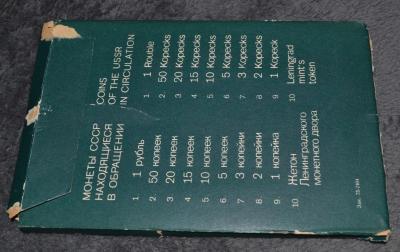 МОНЕТЫ СССР
НАХОДЯЩИЕСЯ
В ОБРАЩЕНИИ
1. 1 рубль
2. 50 копеек
3. 20 копеек
4. 15 копеек
5. 10 копеек
6. 5 копеек
7. 3 копейки
8. 2 копейки
9. 1 копейка
10. Жетон
Ленинградского
монетного двора
COINS
OF THE USSR
IN CIRCULATION
1. 1 Rouble
2. 50 Kopecks
3. 20 Kopecks
4. 15 Kopecks
5. 10 Kopecks
6. 5 Kopecks
7. 3 Kopecks
8. 2 Kopecks
9. 1 Kopeck
10. Leningrad
mint's
token